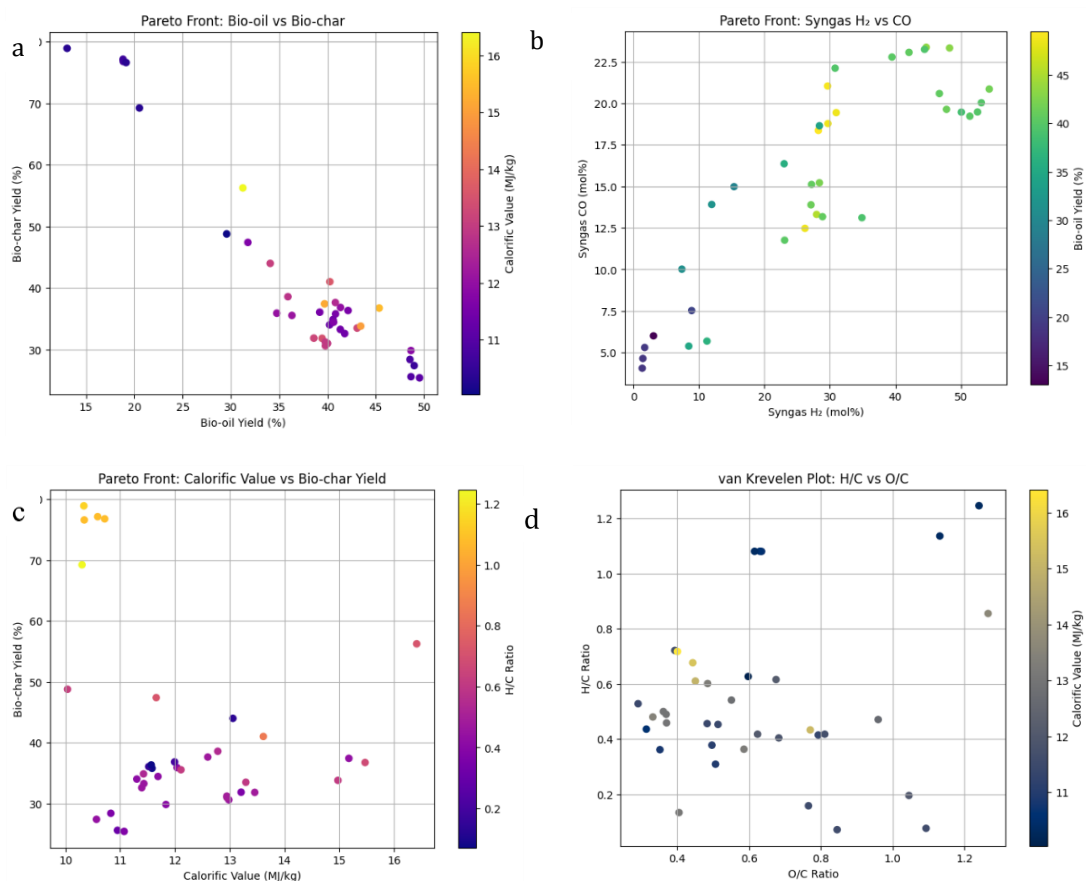 a
Pareto Front: Bio-oil vs Bio-char
70
60
50
40
30
Bio-char Yield (%)
15 20 25 30 35 40 45 50
Bio-oil Yield (%)
16
15
14
13
12
11
Calorific Value (MJ/kg)
b
Pareto Front: Syngas H₂ vs CO
22.5
20.0
17.5
15.0
12.5
10.0
7.5
5.0
Syngas CO (mol%)
0 10 20 30 40 50
Syngas H₂ (mol%)
45
40
35
30
25
20
15
Bio-oil Yield (%)
c
Pareto Front: Calorific Value vs Bio-char Yield
70
60
50
40
30
Bio-char Yield (%)
10 11 12 13 14 15 16
Calorific Value (MJ/kg)
1.2
1.0
0.8
0.6
0.4
0.2
H/C Ratio
d
van Krevelen Plot: H/C vs O/C
1.2
1.0
0.8
0.6
0.4
0.2
H/C Ratio
0.4 0.6 0.8 1.0 1.2
O/C Ratio
16
15
14
13
12
11
Calorific Value (MJ/kg)